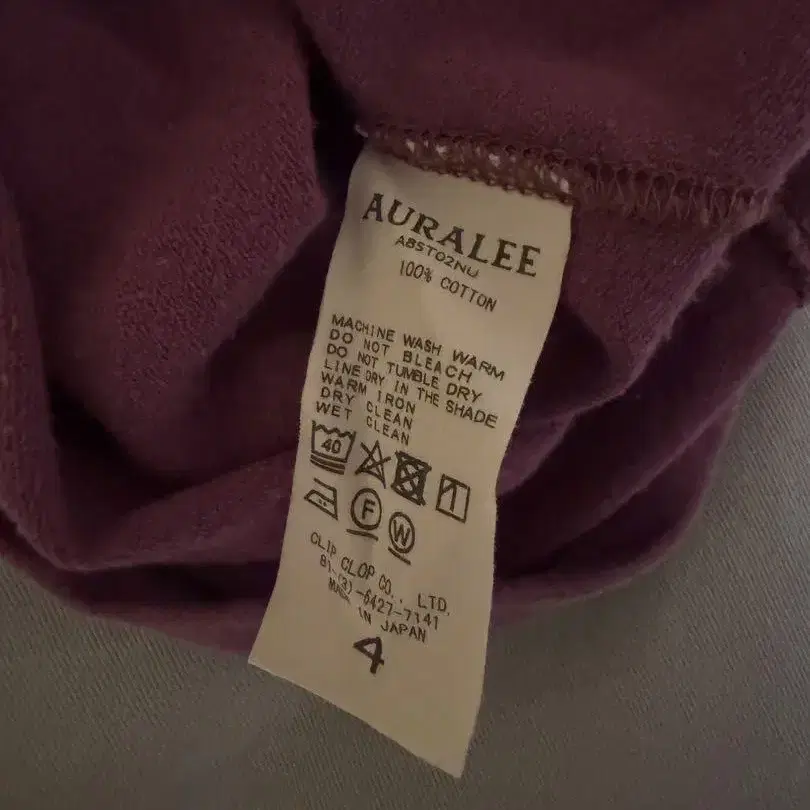 AURALEE
A8ST02NU
100% COTTON
MACHINE WASH WARM
DO NOT BLEACH
DO NOT TUMBLE DRY
LINE DRY IN THE SHADE
WARM IRON
DRY CLEAN
WET CLEAN
40
F
W
CLIP CLOP CO., LTD.
81-(3)-6427-7141
MADE IN JAPAN
4